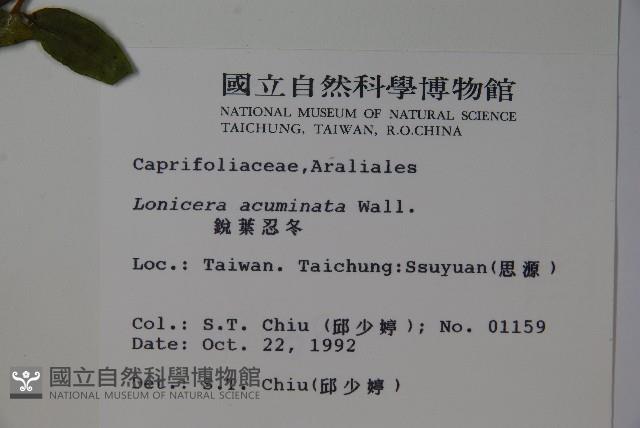 國立自然科學博物館
NATIONAL MUSEUM OF NATURAL SCIENCE
TAICHUNG, TAIWAN, R.O.CHINA
Caprifoliaceae,Araliales
Lonicera acuminata Wall.
銳葉忍冬
Loc.: Taiwan. Taichung:Ssuyuan(思源)
Col.: S.T. Chiu (邱少婷); No. 01159
Date: Oct. 22, 1992
Det.: S.T. Chiu(邱少婷)
國立自然科學博物館
NATIONAL MUSEUM OF NATURAL SCIENCE